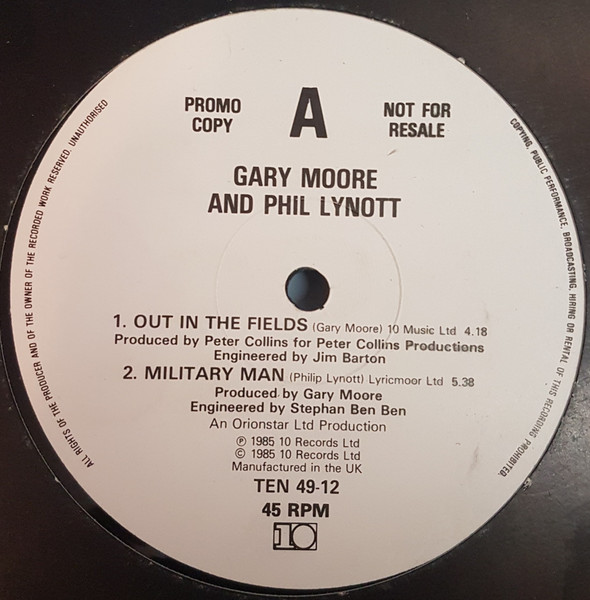 PROMO COPY
A
NOT FOR RESALE
GARY MOORE
AND PHIL LYNOTT
1. OUT IN THE FIELDS (Gary Moore) 10 Music Ltd 4.18
Produced by Peter Collins for Peter Collins Productions
Engineered by Jim Barton
2. MILITARY MAN (Philip Lynott) Lyricmoor Ltd 5.38
Produced by Gary Moore
Engineered by Stephan Ben Ben
An Orionstar Ltd Production
℗ 1985 10 Records Ltd
© 1985 10 Records Ltd
Manufactured in the UK
TEN 49-12
45 RPM
10
ALL RIGHTS OF THE PRODUCER AND OF THE OWNER OF THE RECORDED WORK RESERVED. UNAUTHORISED
COPYING, PUBLIC PERFORMANCE, BROADCASTING, HIRING OR RENTAL OF THIS RECORDING PROHIBITED.